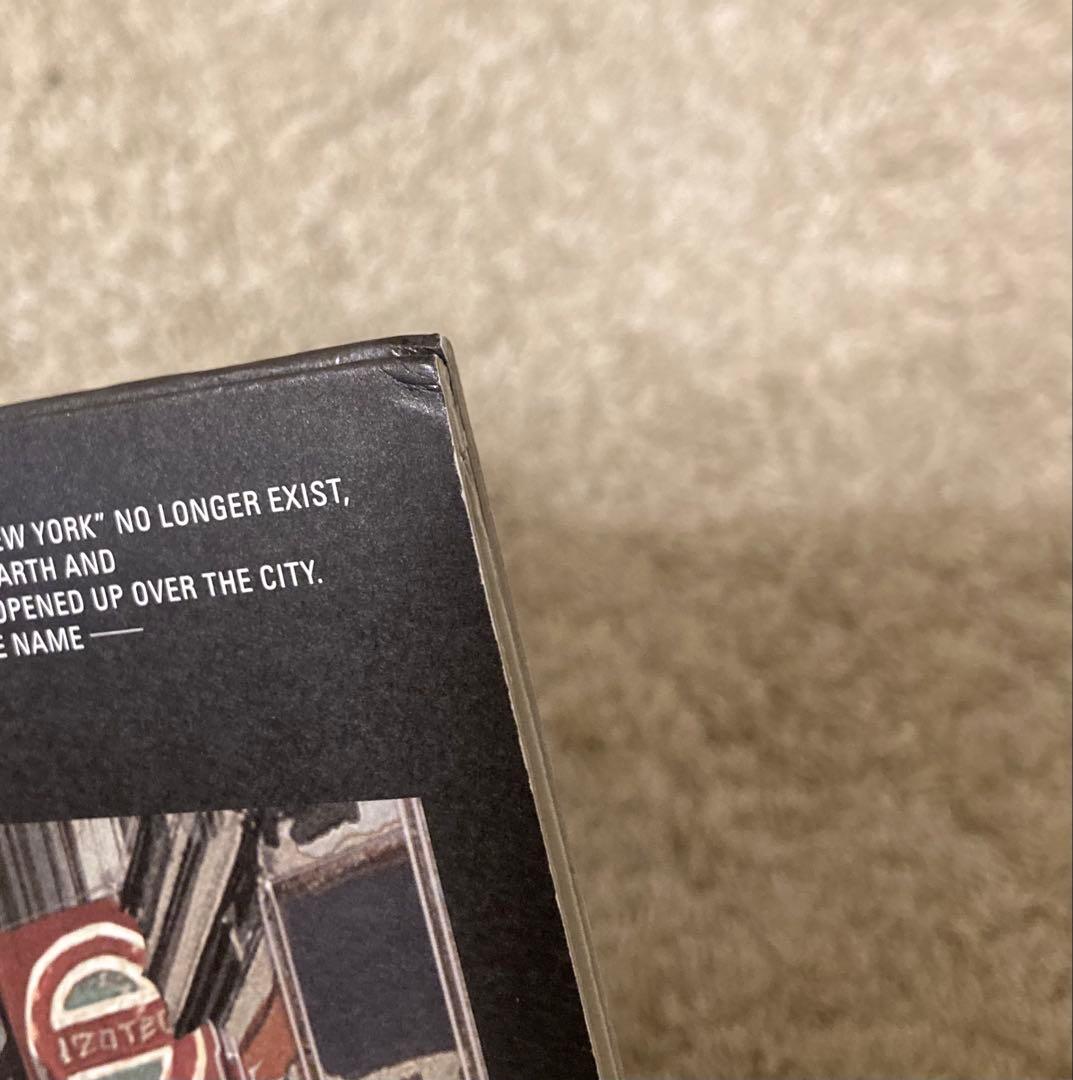 EW YORK” NO LONGER EXIST,
ARTH AND
OPENED UP OVER THE CITY.
E NAME ——